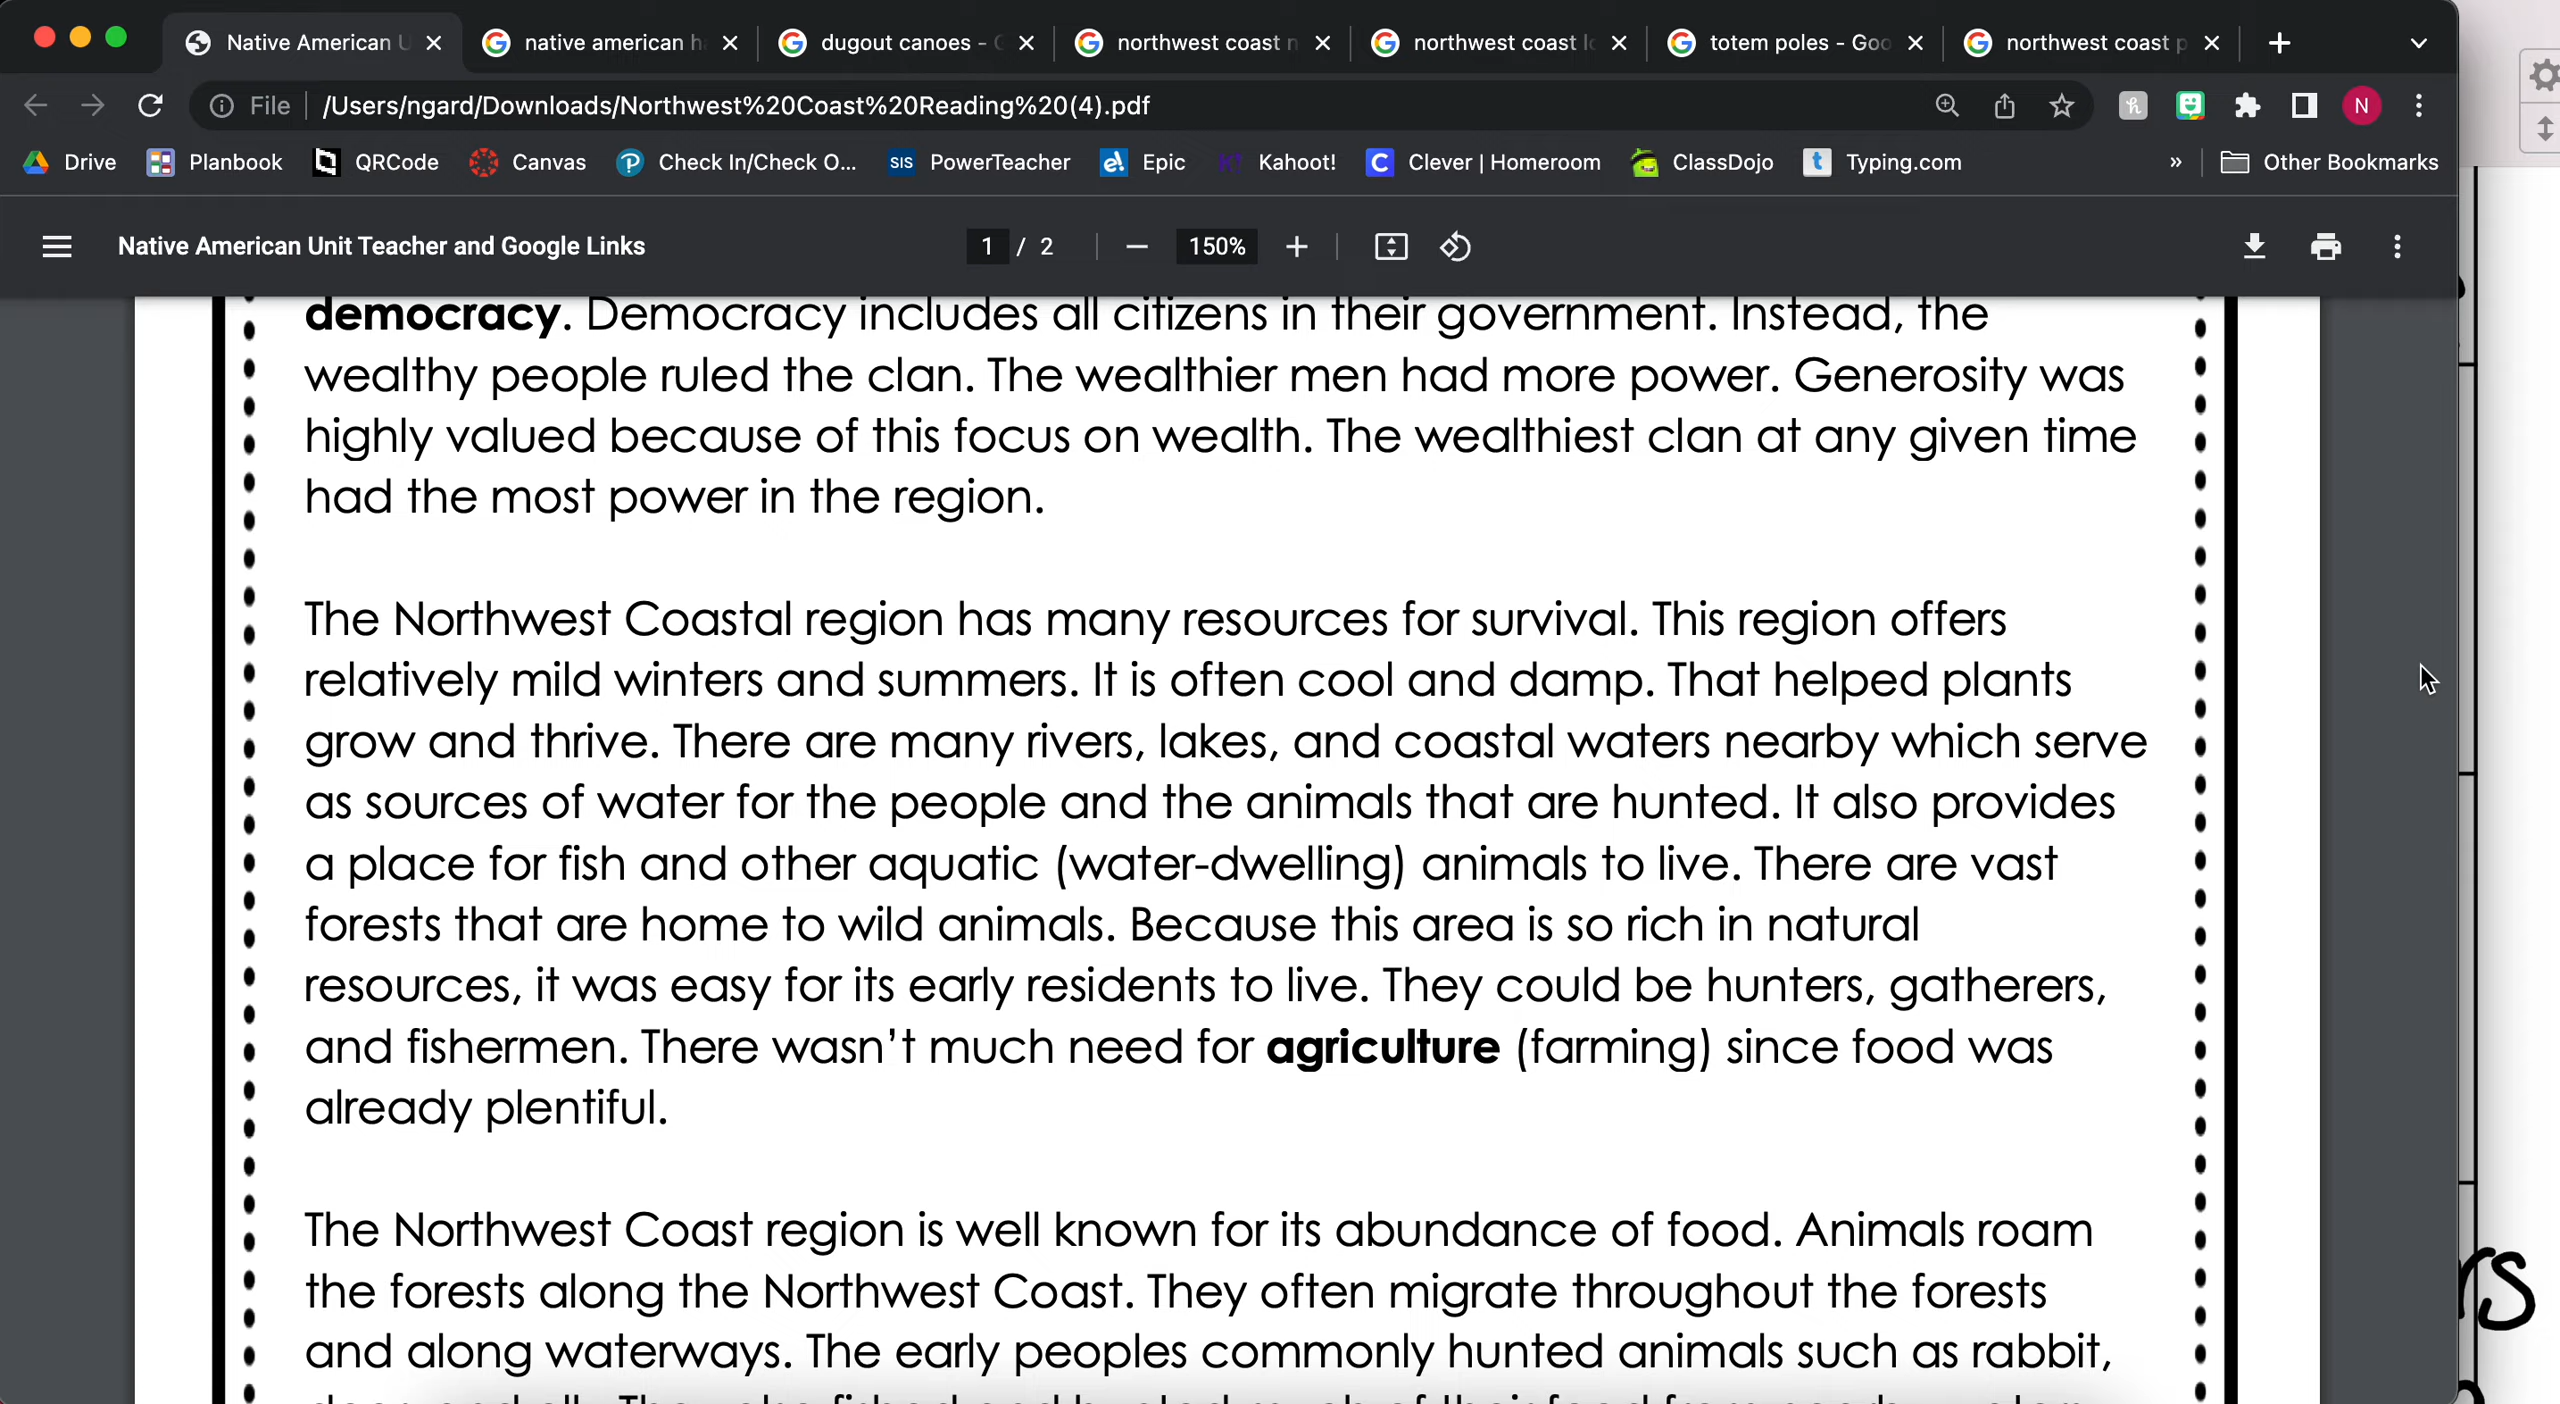 Native American U
native american h
dugout canoes - G
northwest coast n
northwest coast lo
totem poles - Goo
northwest coast p
File
/Users/ngard/Downloads/Northwest%20Coast%20Reading%20(4).pdf
N
Drive
Planbook
QRCode
Canvas
Check In/Check O...
SIS PowerTeacher
Epic
Kahoot!
Clever | Homeroom
ClassDojo
Typing.com
»
Other Bookmarks
Native American Unit Teacher and Google Links
1 / 2
150%
democracy. Democracy includes all citizens in their government. Instead, the
wealthy people ruled the clan. The wealthier men had more power. Generosity was
highly valued because of this focus on wealth. The wealthiest clan at any given time
had the most power in the region.
The Northwest Coastal region has many resources for survival. This region offers
relatively mild winters and summers. It is often cool and damp. That helped plants
grow and thrive. There are many rivers, lakes, and coastal waters nearby which serve
as sources of water for the people and the animals that are hunted. It also provides
a place for fish and other aquatic (water-dwelling) animals to live. There are vast
forests that are home to wild animals. Because this area is so rich in natural
resources, it was easy for its early residents to live. They could be hunters, gatherers,
and fishermen. There wasn't much need for agriculture (farming) since food was
already plentiful.
The Northwest Coast region is well known for its abundance of food. Animals roam
the forests along the Northwest Coast. They often migrate throughout the forests
and along waterways. The early peoples commonly hunted animals such as rabbit,
rs